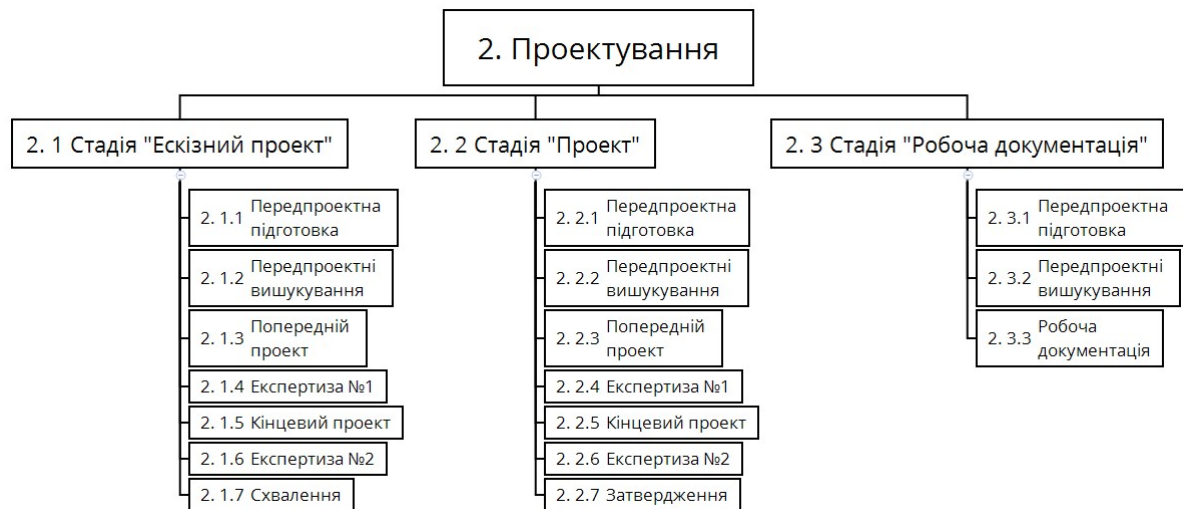 2. Проектування
2. 1 Стадія "Ескізний проект"
2. 1.1 Передпроектна
підготовка
2. 1.2 Передпроектні
вишукування
2. 1.3 Попередній
проект
2. 1.4 Експертиза №1
2. 1.5 Кінцевий проект
2. 1.6 Експертиза №2
2. 1.7 Схвалення
2. 2 Стадія "Проект"
2. 2.1 Передпроектна
підготовка
2. 2.2 Передпроектні
вишукування
2. 2.3 Попередній
проект
2. 2.4 Експертиза №1
2. 2.5 Кінцевий проект
2. 2.6 Експертиза №2
2. 2.7 Затвердження
2. 3 Стадія "Робоча документація"
2. 3.1 Передпроектна
підготовка
2. 3.2 Передпроектні
вишукування
2. 3.3 Робоча
документація